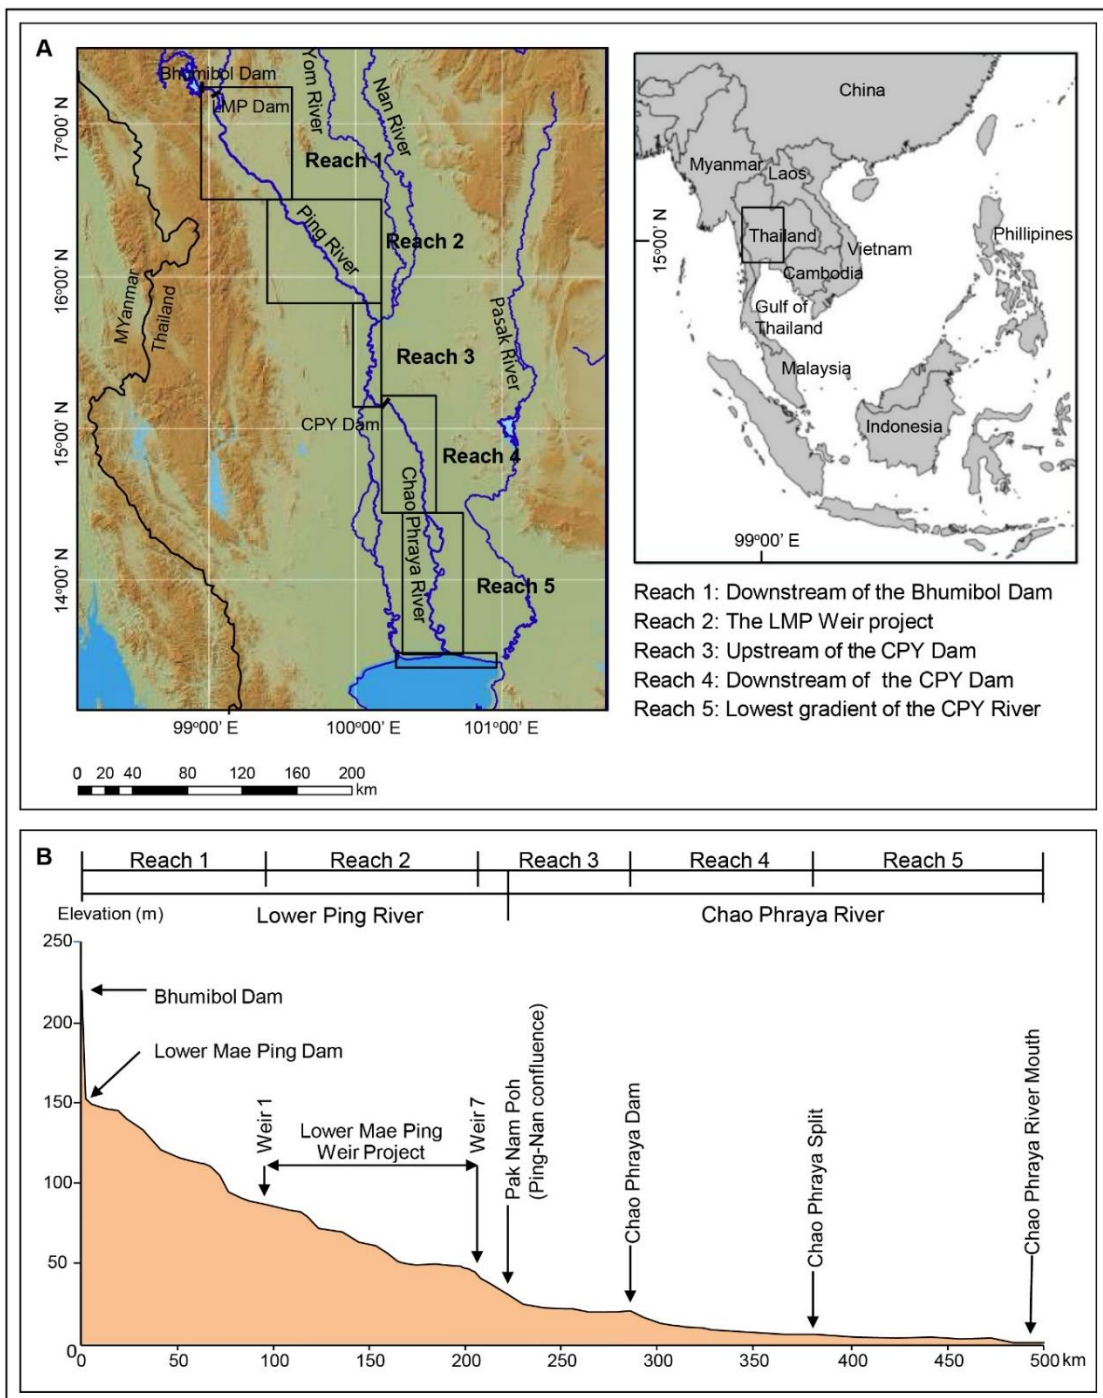 A
Bhumibol Dam
LMP Dam
Yom River
Nan River
Reach 1
Ping River
Reach 2
Pasak River
MYanmar
Thailand
Reach 3
CPY Dam
Reach 4
Chao Phraya River
Reach 5
17°00' N
16°00' N
15°00' N
14°00' N
99°00' E
100°00' E
101°00' E
0 20 40 80 120 160 200
km
China
Myanmar
Laos
Thailand
Vietnam
Phillipines
Cambodia
Gulf of
Thailand
Malaysia
Indonesia
15°00' N
99°00' E
Reach 1: Downstream of the Bhumibol Dam
Reach 2: The LMP Weir project
Reach 3: Upstream of the CPY Dam
Reach 4: Downstream of the CPY Dam
Reach 5: Lowest gradient of the CPY River
B
Reach 1 Reach 2 Reach 3 Reach 4 Reach 5
Elevation (m)
Lower Ping River
Chao Phraya River
250
200
150
100
50
0
Bhumibol Dam
Lower Mae Ping Dam
Weir 1
Lower Mae Ping
Weir Project
Weir 7
Pak Nam Poh
(Ping-Nan confluence)
Chao Phraya Dam
Chao Phraya Split
Chao Phraya River Mouth
0 50 100 150 200 250 300 350 400 450 500 km